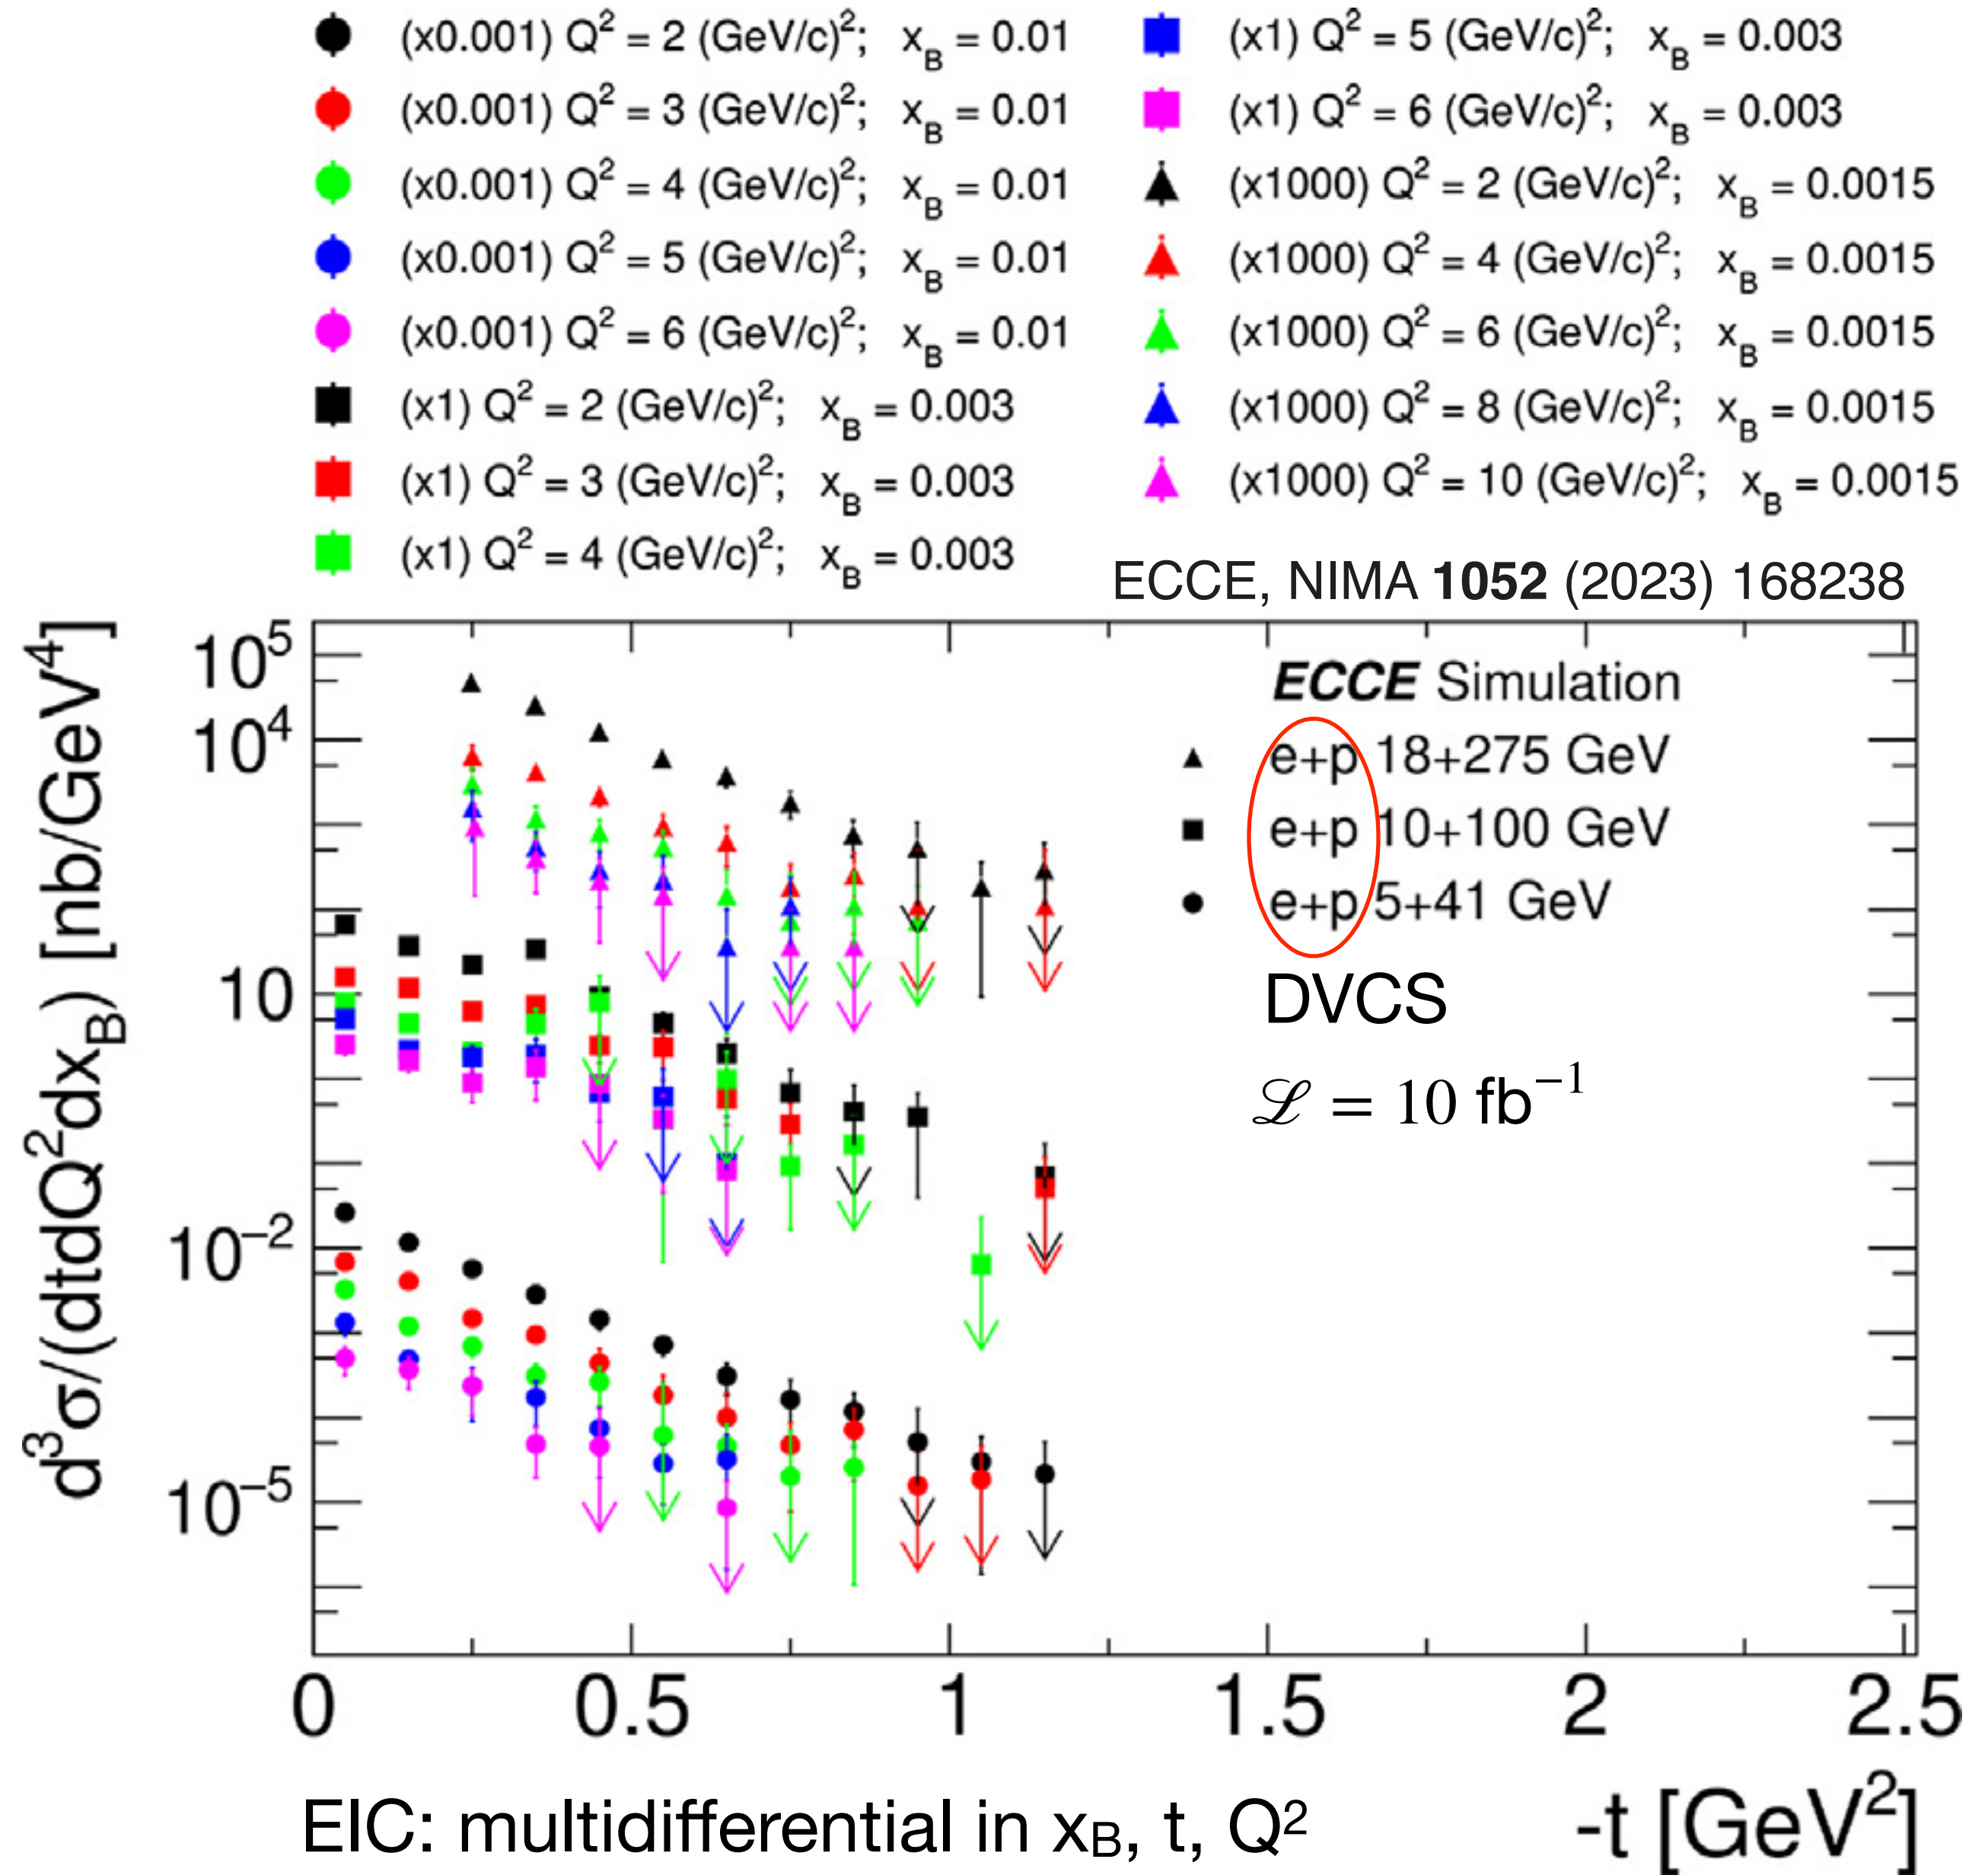 (x0.001) Q² = 2 (GeV/c)²; x_B = 0.01
(x0.001) Q² = 3 (GeV/c)²; x_B = 0.01
(x0.001) Q² = 4 (GeV/c)²; x_B = 0.01
(x0.001) Q² = 5 (GeV/c)²; x_B = 0.01
(x0.001) Q² = 6 (GeV/c)²; x_B = 0.01
(x1) Q² = 2 (GeV/c)²; x_B = 0.003
(x1) Q² = 3 (GeV/c)²; x_B = 0.003
(x1) Q² = 4 (GeV/c)²; x_B = 0.003
(x1) Q² = 5 (GeV/c)²; x_B = 0.003
(x1) Q² = 6 (GeV/c)²; x_B = 0.003
(x1000) Q² = 2 (GeV/c)²; x_B = 0.0015
(x1000) Q² = 4 (GeV/c)²; x_B = 0.0015
(x1000) Q² = 6 (GeV/c)²; x_B = 0.0015
(x1000) Q² = 8 (GeV/c)²; x_B = 0.0015
(x1000) Q² = 10 (GeV/c)²; x_B = 0.0015
ECCE, NIMA 1052 (2023) 168238
d³σ/(dtdQ²dx_B) [nb/GeV⁴]
10⁵
10⁴
10
10⁻²
10⁻⁵
ECCE Simulation
e+p 18+275 GeV
e+p 10+100 GeV
e+p 5+41 GeV
DVCS
ℒ = 10 fb⁻¹
0 0.5 1 1.5 2 2.5
EIC: multidifferential in x_B, t, Q²
-t [GeV²]